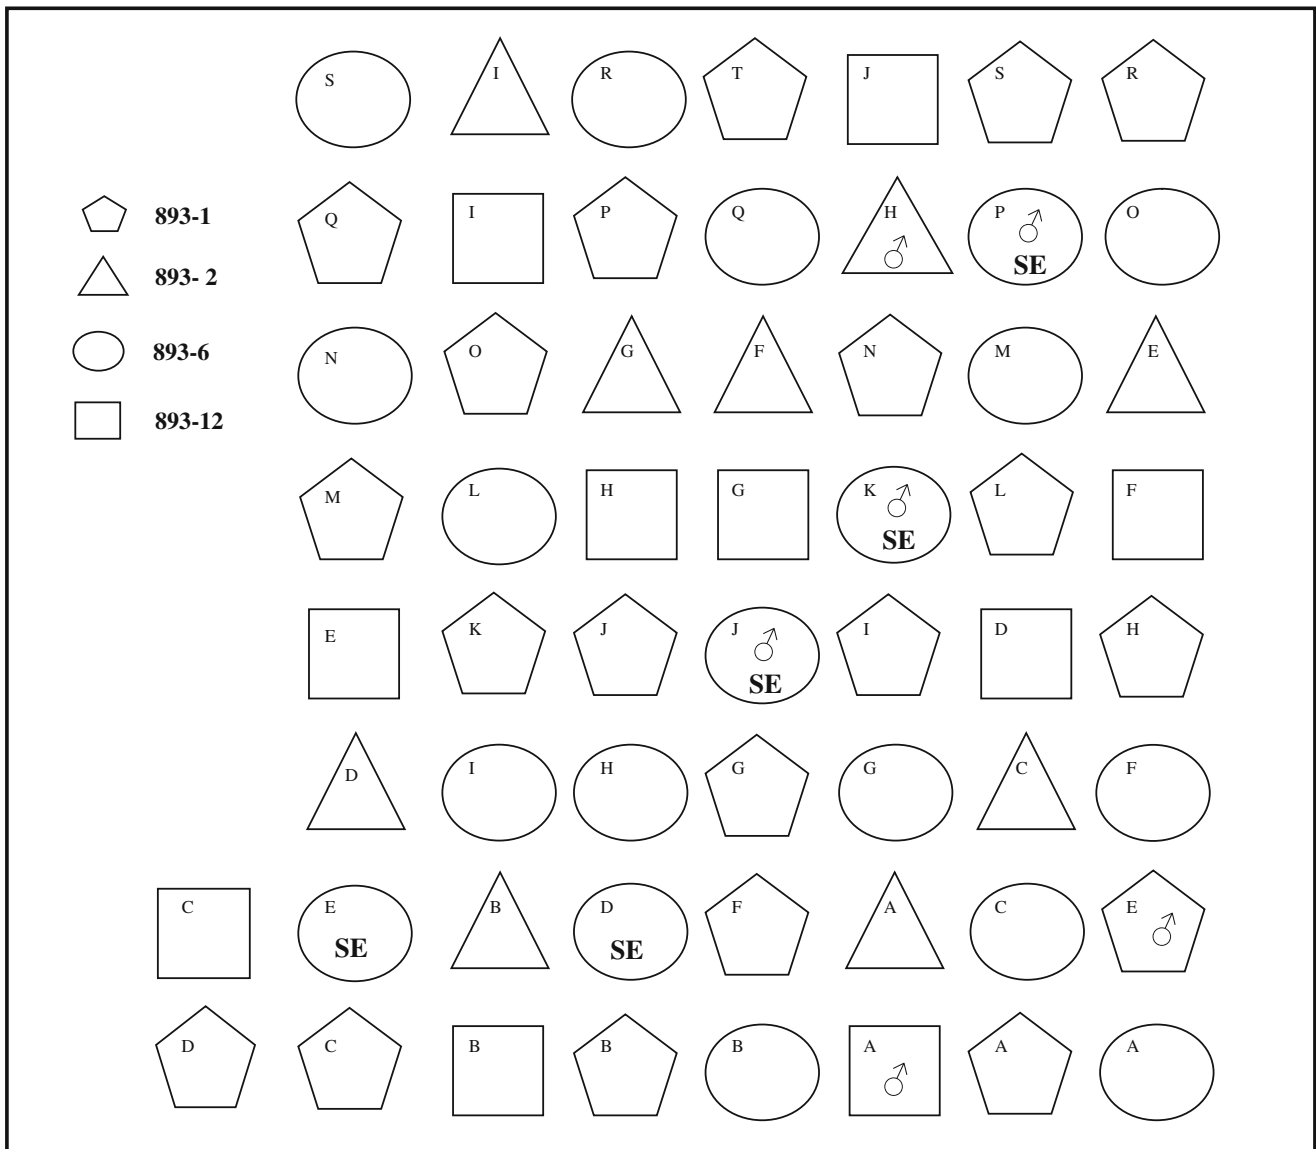 S I R T J S R
893-1
Q I P Q H ♂ P ♂ O
SE
893- 2
893-6
N O G F N M E
893-12
M L H G K ♂ L F
SE
E K J J ♂ I D H
SE
D I H G G C F
C E B D F A C E ♂
SE SE
D C B B B A ♂ A A